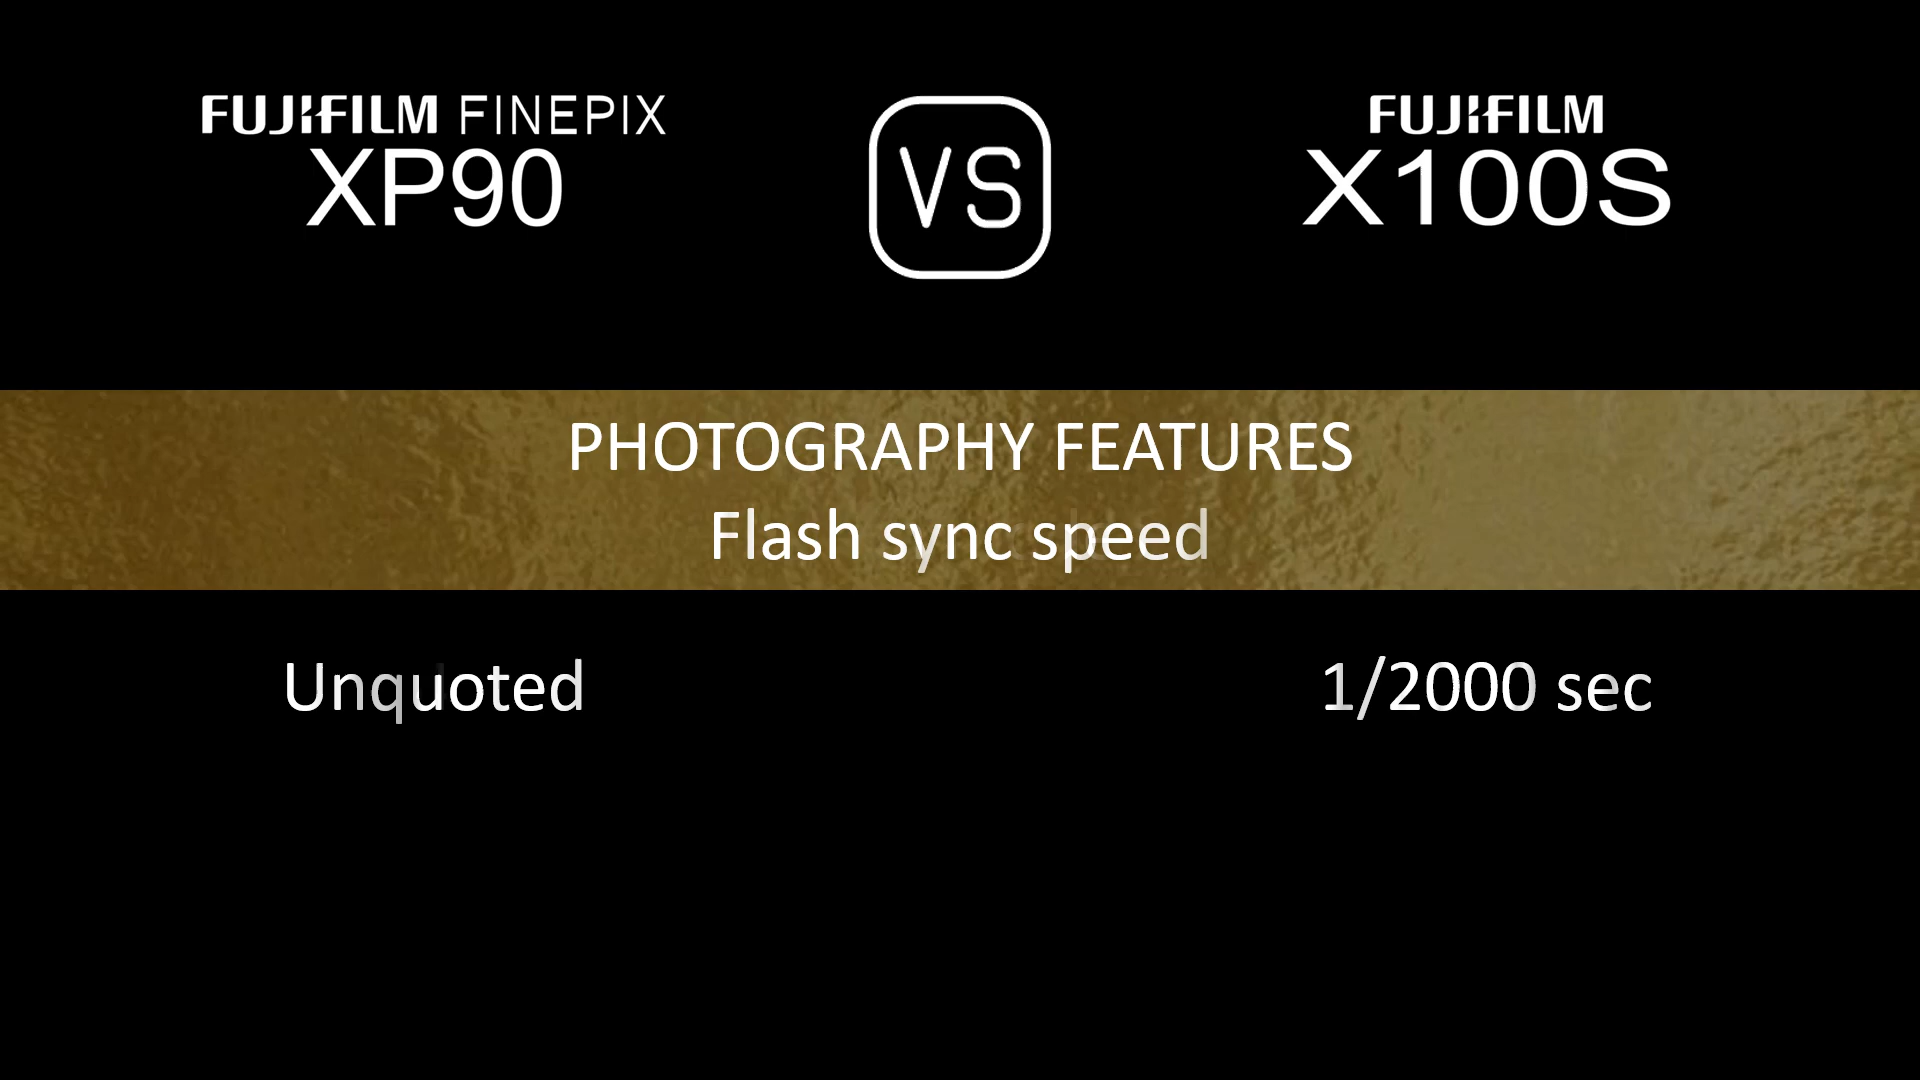 FUJIFILM FINEPIX
XP90
VS
FUJIFILM
X100S
PHOTOGRAPHY FEATURES
Flash sync speed
Unquoted
1/2000 sec